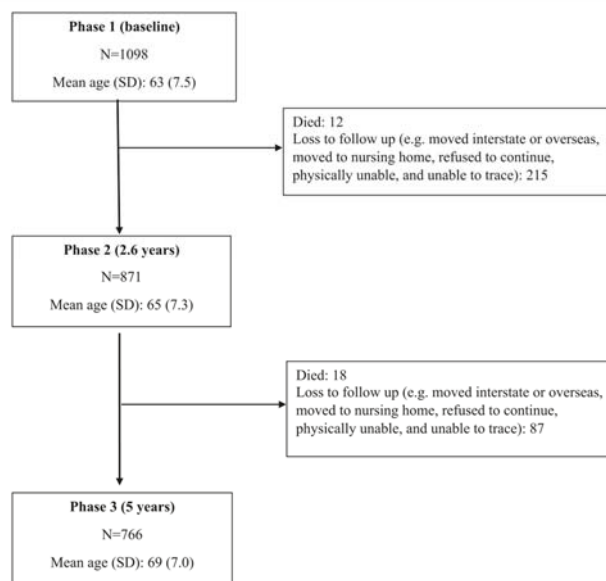 Phase 1 (baseline)
N=1098
Mean age (SD): 63 (7.5)
Died: 12
Loss to follow up (e.g. moved interstate or overseas,
moved to nursing home, refused to continue,
physically unable, and unable to trace): 215
Phase 2 (2.6 years)
N=871
Mean age (SD): 65 (7.3)
Died: 18
Loss to follow up (e.g. moved interstate or overseas,
moved to nursing home, refused to continue,
physically unable, and unable to trace): 87
Phase 3 (5 years)
N=766
Mean age (SD): 69 (7.0)